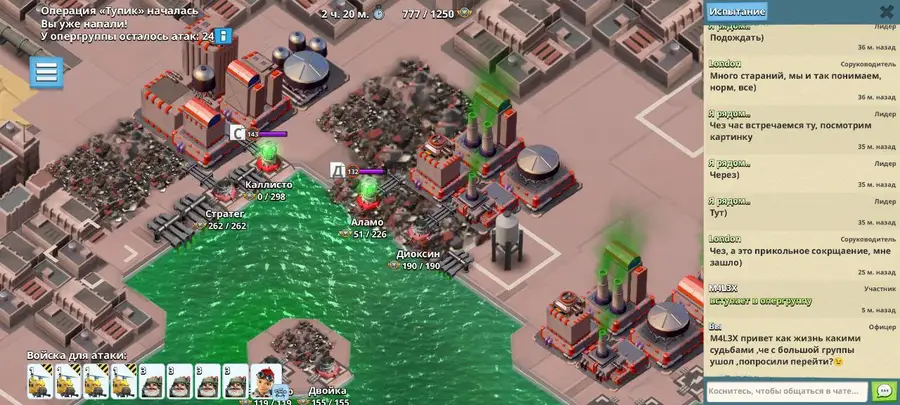 Операция «Тупик» началась
Вы уже напали!
У опергруппы осталось атак: 24
2 ч. 20 м.
777 / 1250
С 143
Каллисто
0 / 298
Д 132
Аламо
51 / 226
Стратег
262 / 262
Диоксин
190 / 190
Двойка
119 / 119
155 / 155
Войска для атаки:
1
1
1
1
3
3
3
3
Испытание
Я рядом..
Лидер
Подождать)
36 м. назад
London
Соруководитель
Много стараний, мы и так понимаем,
норм, все)
36 м. назад
Я рядом..
Лидер
Чез час встречаемся ту, посмотрим
картинку
35 м. назад
Я рядом..
Лидер
Через)
35 м. назад
Я рядом..
Лидер
Тут)
35 м. назад
London
Соруководитель
Чез, а это прикольное сокрщаение, мне
зашло)
25 м. назад
M4L3X
Участник
вступает в опергруппу
5 м. назад
Вы
Офицер
M4L3X привет как жизнь какими
судьбами ,че с большой группы
ушол ,попросили перейти?😉
Коснитесь, чтобы общаться в чате...